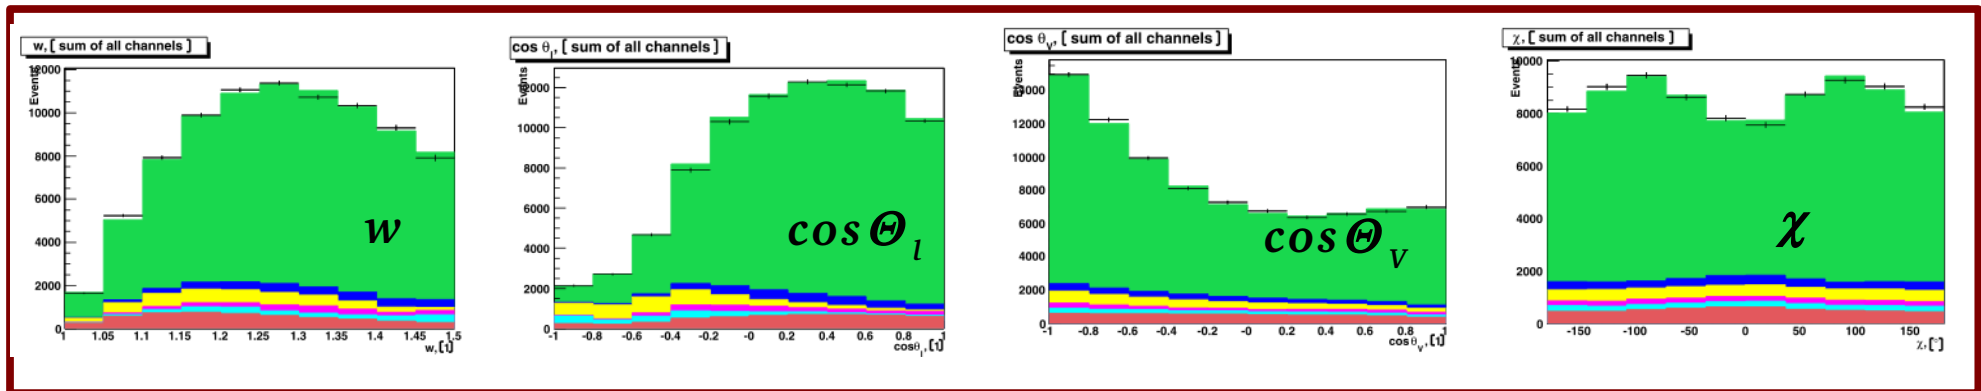 w, [ sum of all channels ]
Events
12000
10000
8000
6000
4000
2000
0
1 1.05 1.1 1.15 1.2 1.25 1.3 1.35 1.4 1.45 1.5
w, [1]
w
cos θl, [ sum of all channels ]
Events
12000
10000
8000
6000
4000
2000
0
-1 -0.8 -0.6 -0.4 -0.2 -0 0.2 0.4 0.6 0.8 1
cosθl, [1]
cos Θ l
cos θV, [ sum of all channels ]
Events
14000
12000
10000
8000
6000
4000
2000
0
-1 -0.8 -0.6 -0.4 -0.2 -0 0.2 0.4 0.6 0.8 1
cosθV, [1]
cos Θ V
χ, [ sum of all channels ]
Events
10000
8000
6000
4000
2000
0
-150 -100 -50 0 50 100 150
χ, [°]
χ